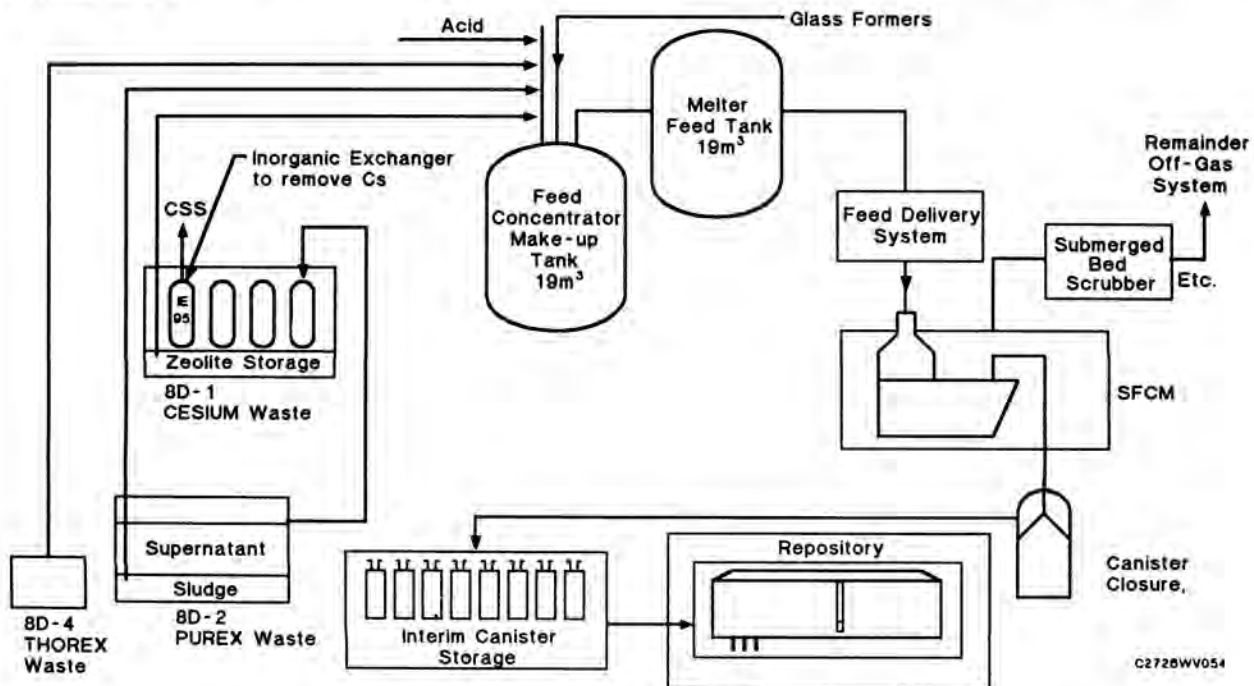 Acid
Glass Formers
Inorganic Exchanger
to remove Cs
CSS
E
95
Zeolite Storage
8D-1
CESIUM Waste
Feed
Concentrator
Make-up
Tank
19m³
Melter
Feed Tank
19m³
Feed Delivery
System
Remainder
Off-Gas
System
Submerged
Bed
Scrubber
Etc.
SFCM
Supernatant
Sludge
8D-4
THOREX
Waste
8D-2
PUREX Waste
Interim Canister
Storage
Repository
Canister
Closure.
C2728WV054